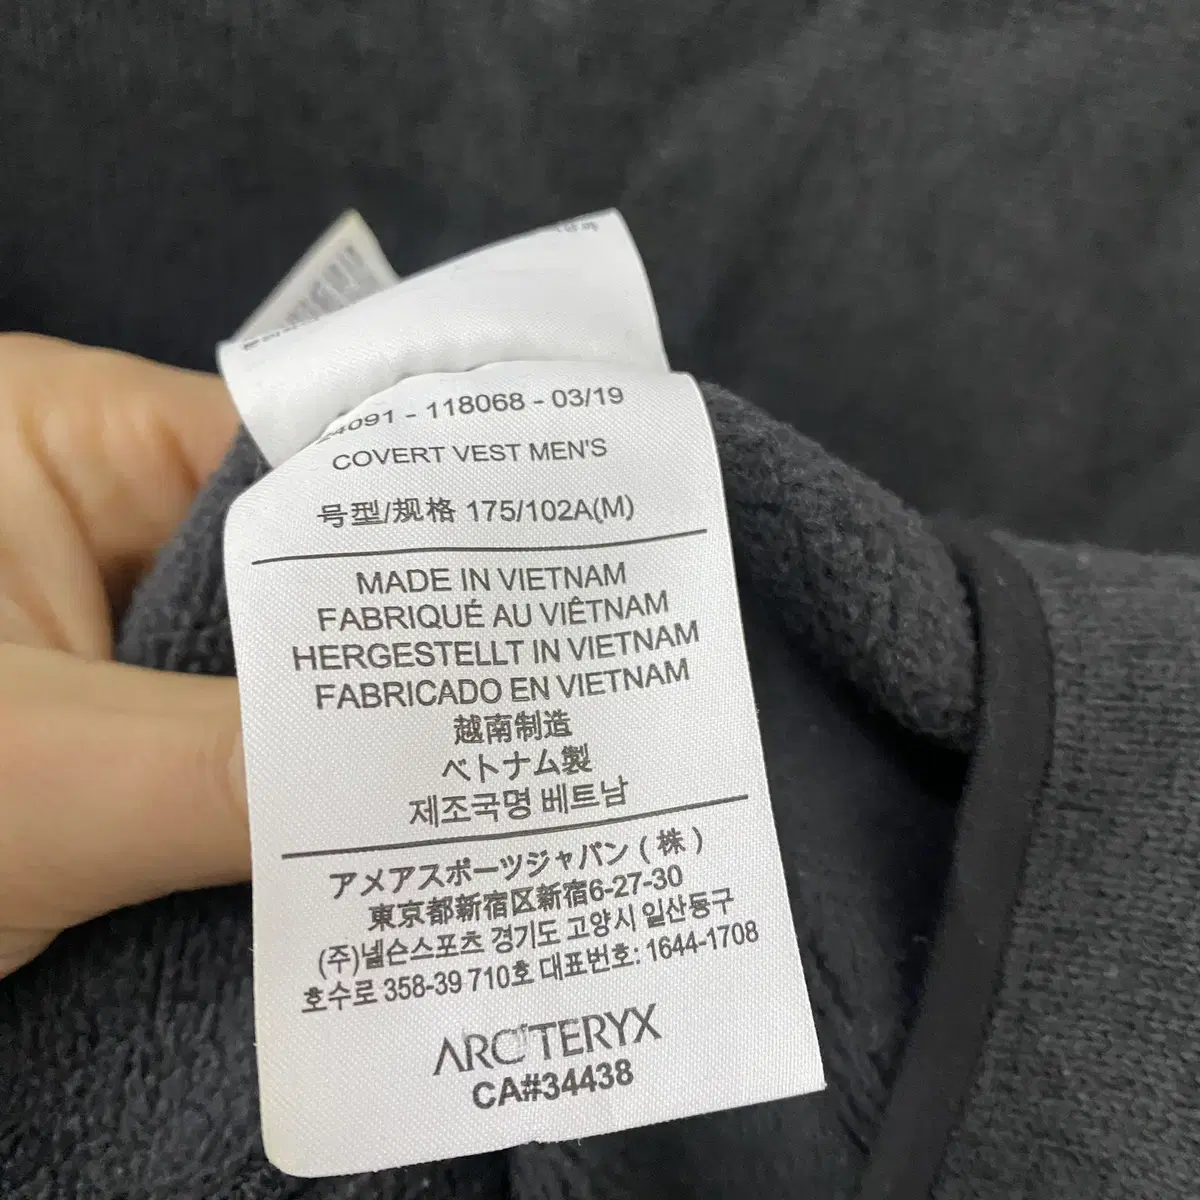 118068 - 03/19
COVERT VEST MEN'S
号型/规格 175/102A(M)
MADE IN VIETNAM
FABRIQUÉ AU VIÊTNAM
HERGESTELLT IN VIETNAM
FABRICADO EN VIETNAM
越南制造
ベトナム製
제조국명 베트남
アメアスポーツジャパン ( 株 )
東京都新宿区新宿6-27-30
(주)넬슨스포츠 경기도 고양시 일산동구
호수로 358-39 710호 대표번호: 1644-1708
ARC'TERYX
CA#34438